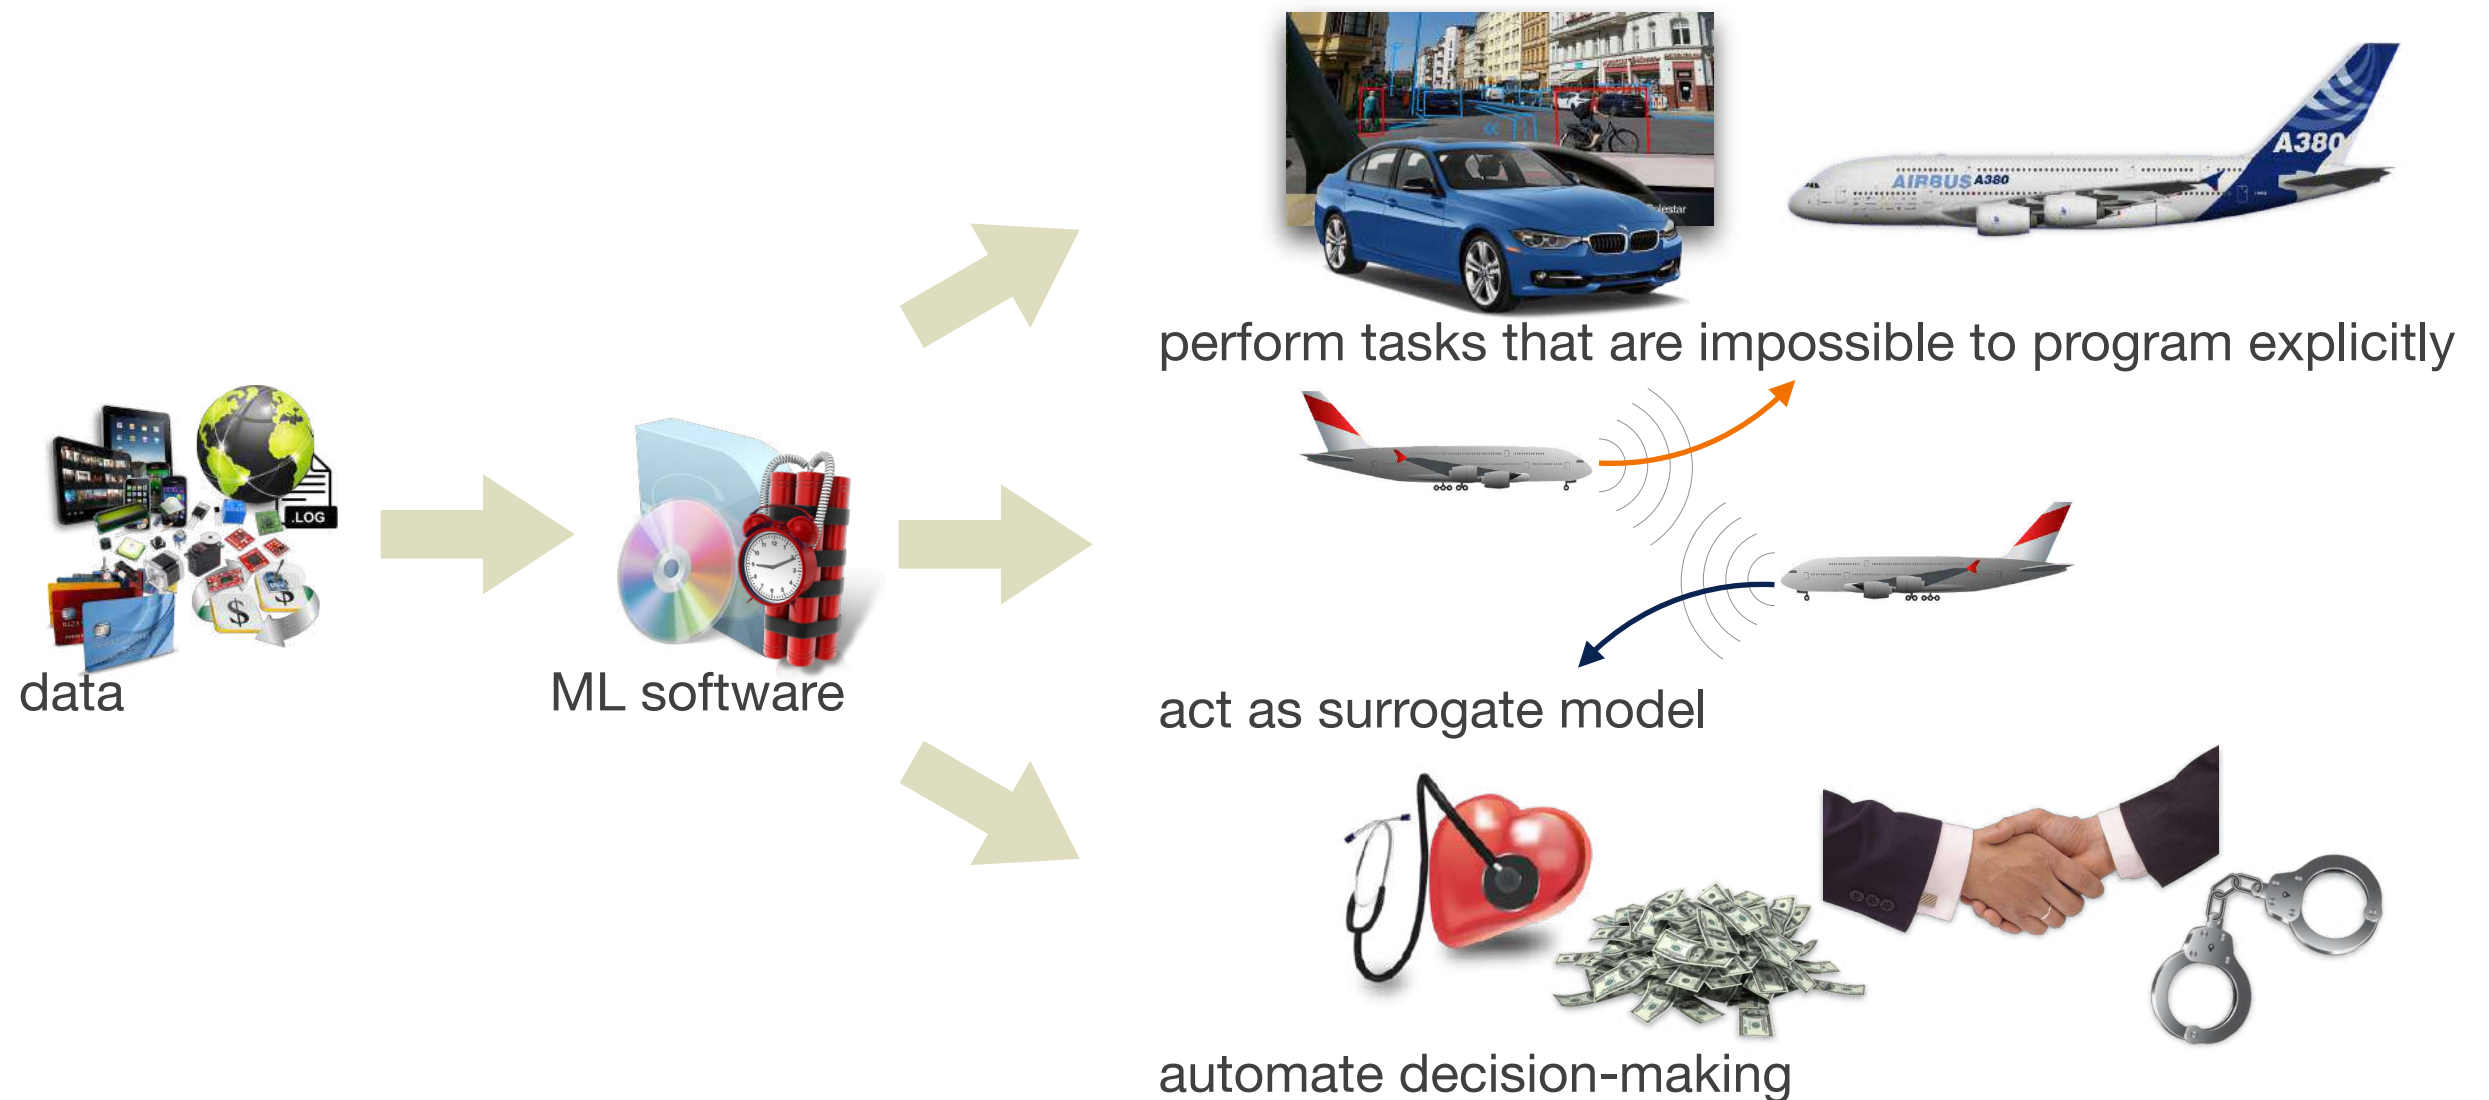 A380
AIRBUS A380
perform tasks that are impossible to program explicitly
.LOG
$
$
data
ML software
act as surrogate model
automate decision-making